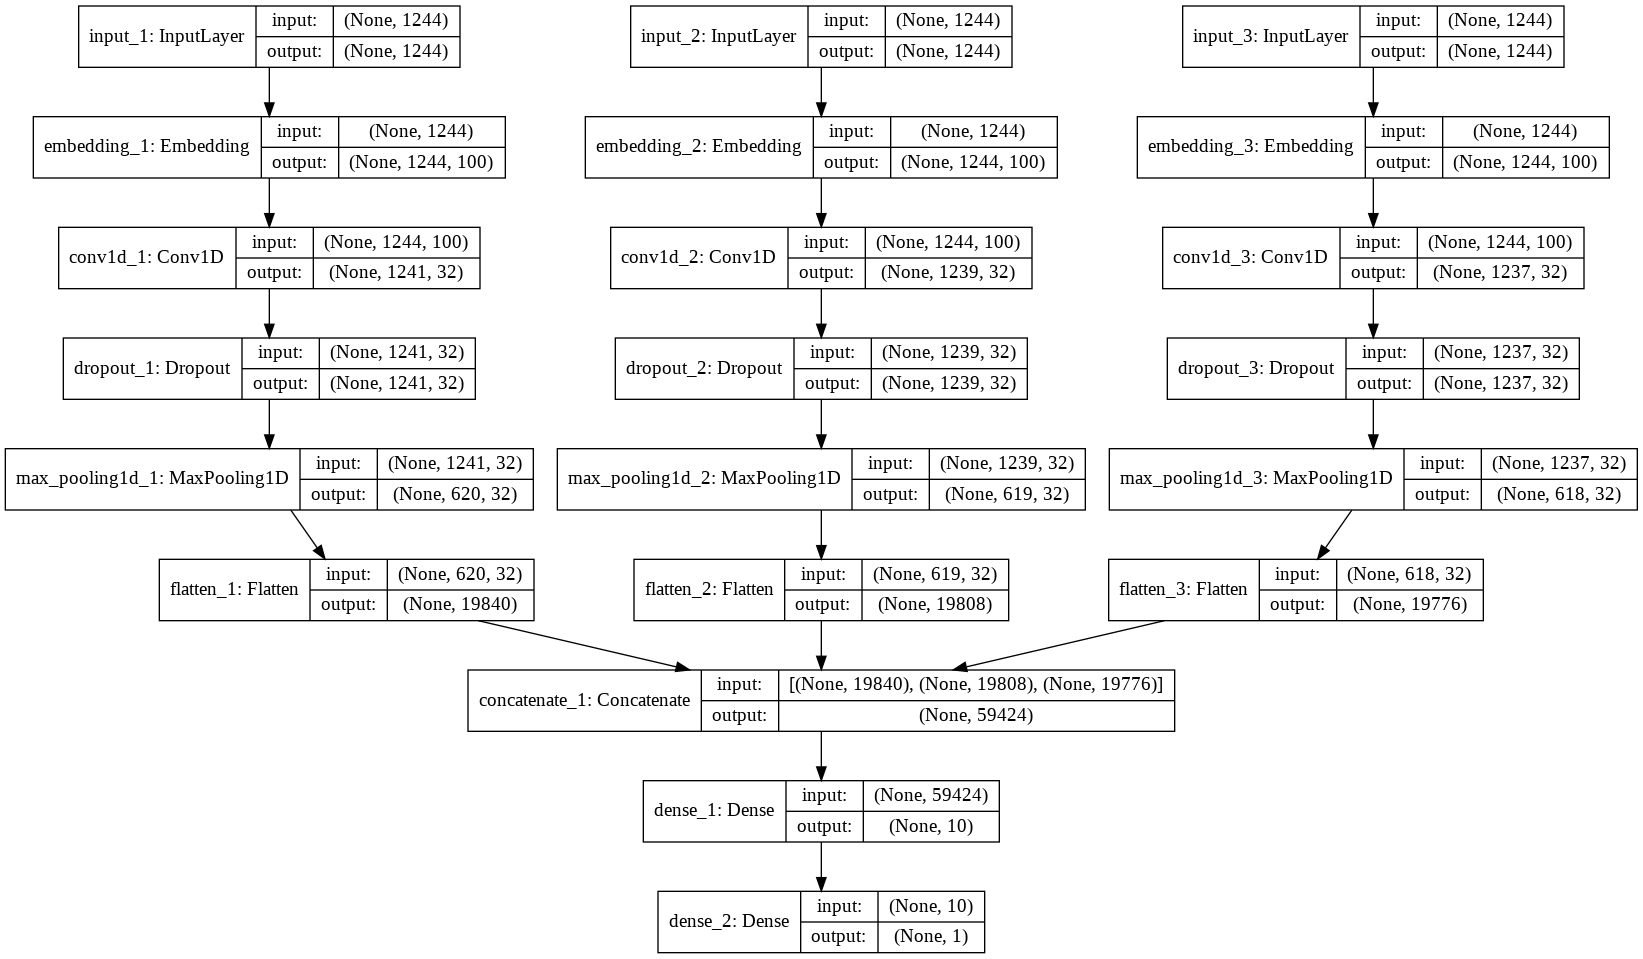 input_1: InputLayer input: (None, 1244)
output: (None, 1244)
input_2: InputLayer input: (None, 1244)
output: (None, 1244)
input_3: InputLayer input: (None, 1244)
output: (None, 1244)
embedding_1: Embedding input: (None, 1244)
output: (None, 1244, 100)
embedding_2: Embedding input: (None, 1244)
output: (None, 1244, 100)
embedding_3: Embedding input: (None, 1244)
output: (None, 1244, 100)
conv1d_1: Conv1D input: (None, 1244, 100)
output: (None, 1241, 32)
conv1d_2: Conv1D input: (None, 1244, 100)
output: (None, 1239, 32)
conv1d_3: Conv1D input: (None, 1244, 100)
output: (None, 1237, 32)
dropout_1: Dropout input: (None, 1241, 32)
output: (None, 1241, 32)
dropout_2: Dropout input: (None, 1239, 32)
output: (None, 1239, 32)
dropout_3: Dropout input: (None, 1237, 32)
output: (None, 1237, 32)
max_pooling1d_1: MaxPooling1D input: (None, 1241, 32)
output: (None, 620, 32)
max_pooling1d_2: MaxPooling1D input: (None, 1239, 32)
output: (None, 619, 32)
max_pooling1d_3: MaxPooling1D input: (None, 1237, 32)
output: (None, 618, 32)
flatten_1: Flatten input: (None, 620, 32)
output: (None, 19840)
flatten_2: Flatten input: (None, 619, 32)
output: (None, 19808)
flatten_3: Flatten input: (None, 618, 32)
output: (None, 19776)
concatenate_1: Concatenate input: [(None, 19840), (None, 19808), (None, 19776)]
output: (None, 59424)
dense_1: Dense input: (None, 59424)
output: (None, 10)
dense_2: Dense input: (None, 10)
output: (None, 1)